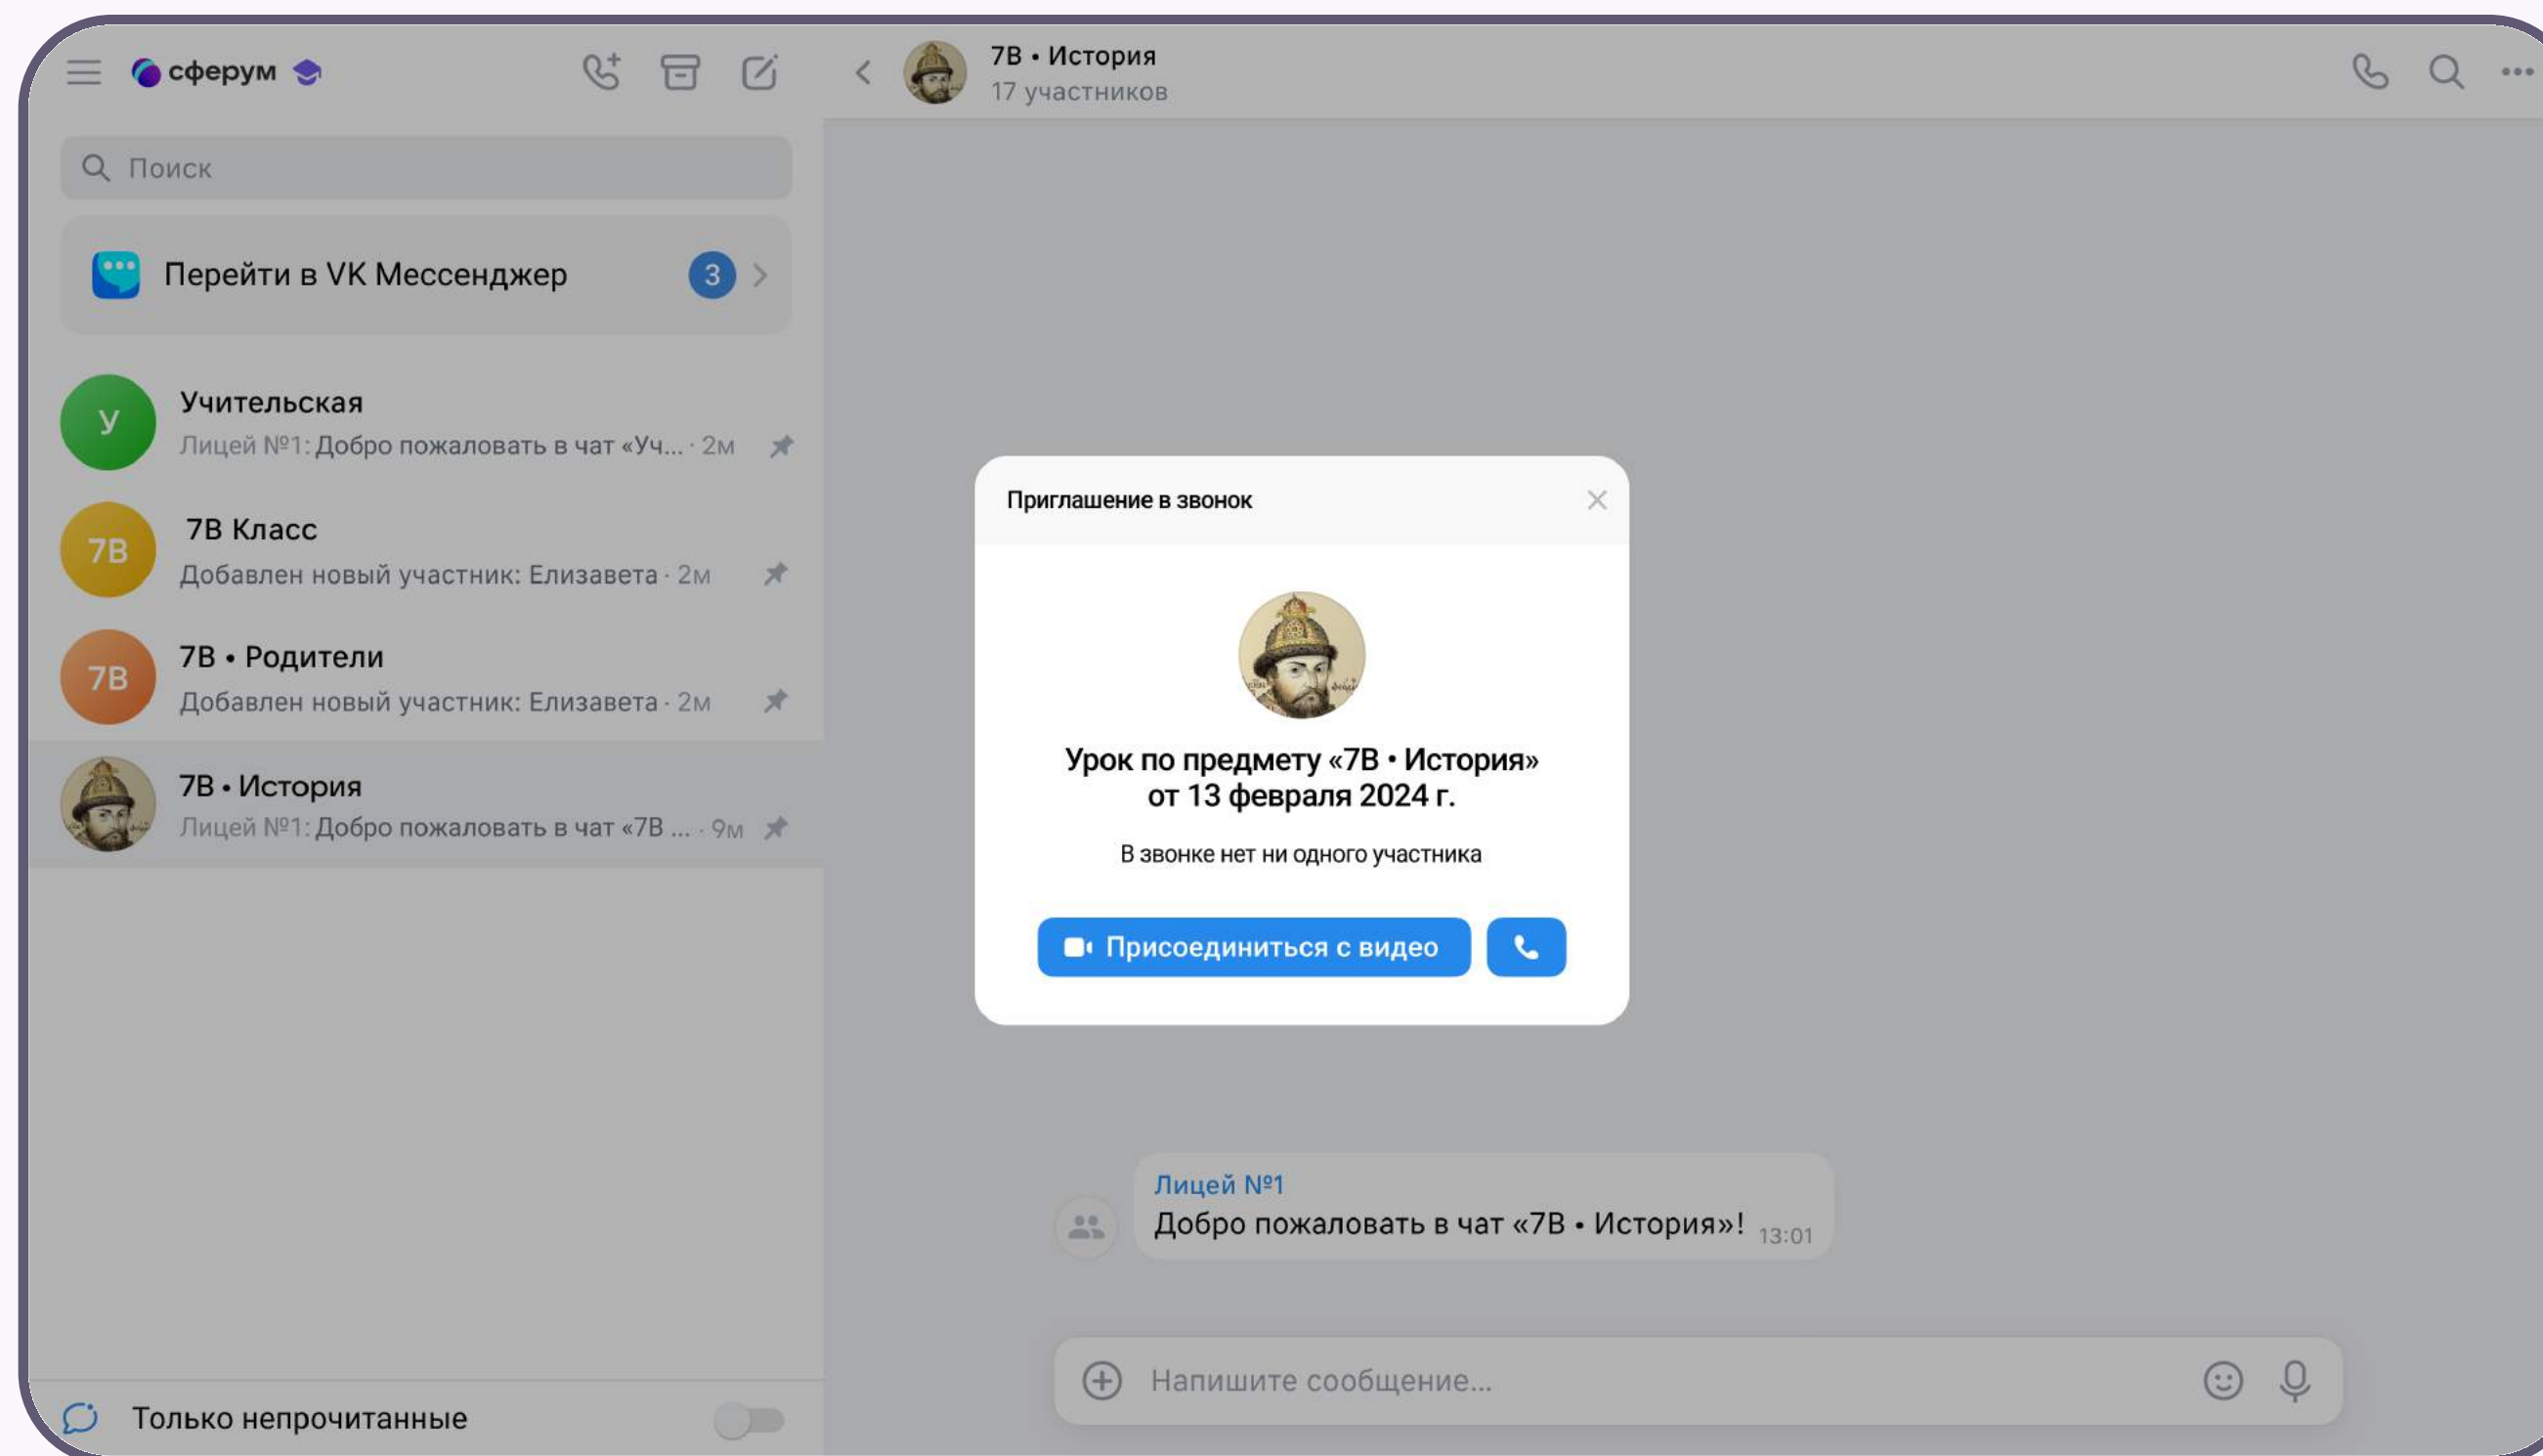 сферум
Поиск
Перейти в VK Мессенджер 3
У
Учительская
Лицей №1: Добро пожаловать в чат «Уч... · 2м
7В
7В Класс
Добавлен новый участник: Елизавета · 2м
7В
7В • Родители
Добавлен новый участник: Елизавета · 2м
7В • История
Лицей №1: Добро пожаловать в чат «7В ... · 9м
Только непрочитанные
7В • История
17 участников
Приглашение в звонок
Урок по предмету «7В • История»
от 13 февраля 2024 г.
В звонке нет ни одного участника
Присоединиться с видео
Лицей №1
Добро пожаловать в чат «7В • История»! 13:01
Напишите сообщение...